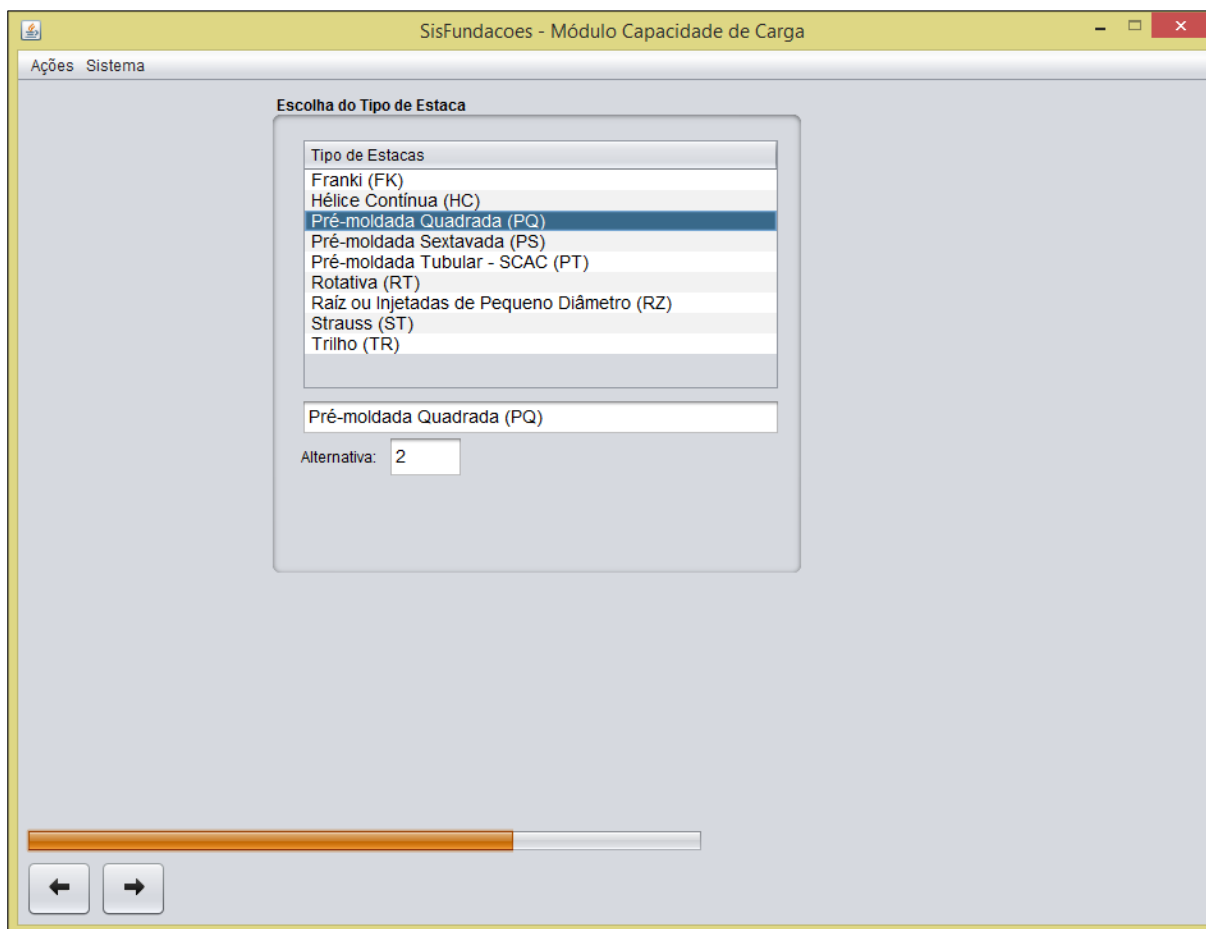 SisFundacoes - Módulo Capacidade de Carga
Ações Sistema
Escolha do Tipo de Estaca
Tipo de Estacas
Franki (FK)
Hélice Contínua (HC)
Pré-moldada Quadrada (PQ)
Pré-moldada Sextavada (PS)
Pré-moldada Tubular - SCAC (PT)
Rotativa (RT)
Raíz ou Injetadas de Pequeno Diâmetro (RZ)
Strauss (ST)
Trilho (TR)
Pré-moldada Quadrada (PQ)
Alternativa: 2